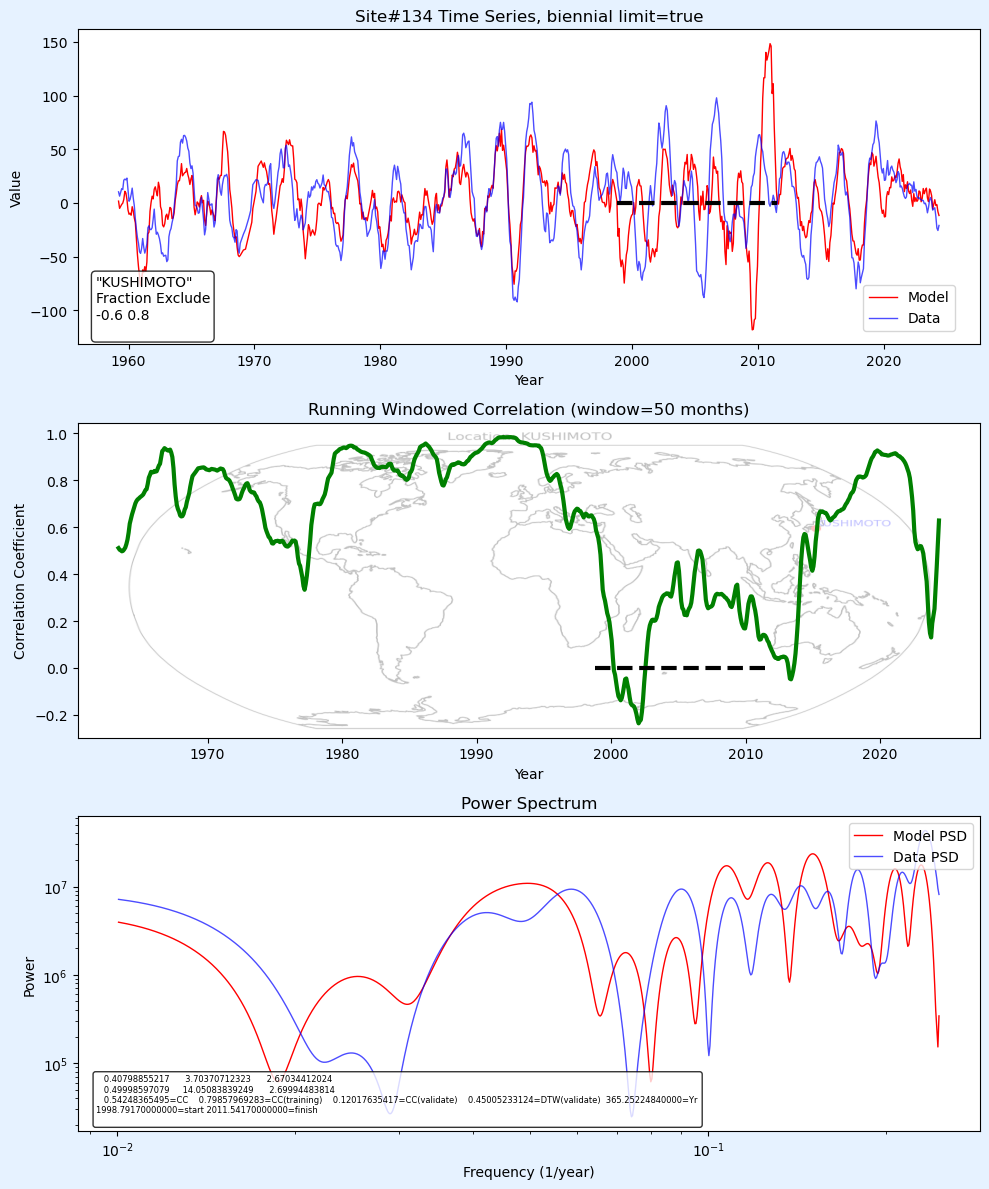 Site#134 Time Series, biennial limit=true
150
100
50
0
−50
−100
Value
"KUSHIMOTO"
Fraction Exclude
-0.6 0.8
Model
Data
1960
1970
1980
1990
2000
2010
2020
Year
Running Windowed Correlation (window=50 months)
Location: KUSHIMOTO
KUSHIMOTO
1.0
0.8
0.6
0.4
0.2
0.0
−0.2
Correlation Coefficient
1970
1980
1990
2000
2010
2020
Year
Power Spectrum
Model PSD
Data PSD
10^7
10^6
10^5
Power
0.40798855217 3.70370712323 2.67034412024
0.49998597079 14.05083839249 2.69994483814
0.54248365495=CC 0.79857969283=CC(training) 0.12017635417=CC(validate) 0.45005233124=DTW(validate) 365.25224840000=Yr
1998.79170000000=start 2011.54170000000=finish
10^−2
10^−1
Frequency (1/year)